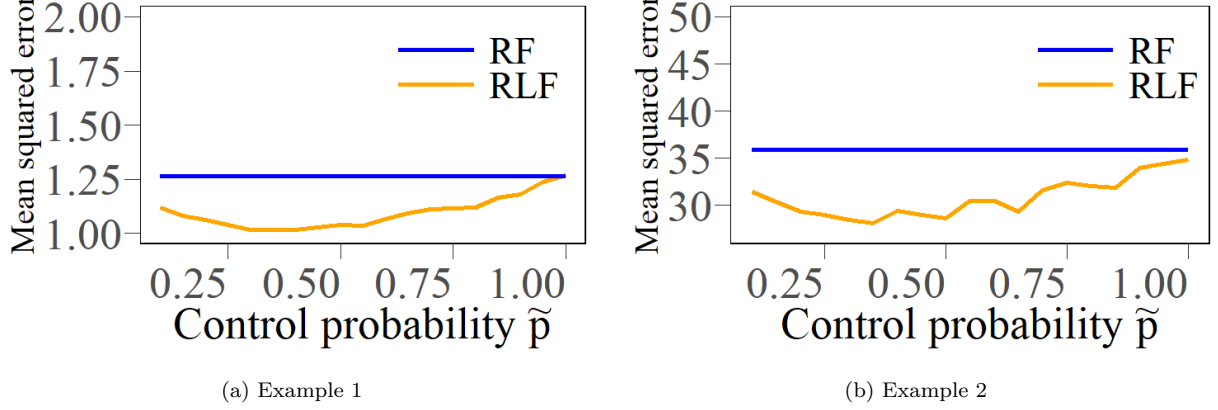 Mean squared error
2.00
1.75
1.50
1.25
1.00
RF
RLF
0.25 0.50 0.75 1.00
Control probability p̃
(a) Example 1
Mean squared error
50
45
40
35
30
RF
RLF
0.25 0.50 0.75 1.00
Control probability p̃
(b) Example 2